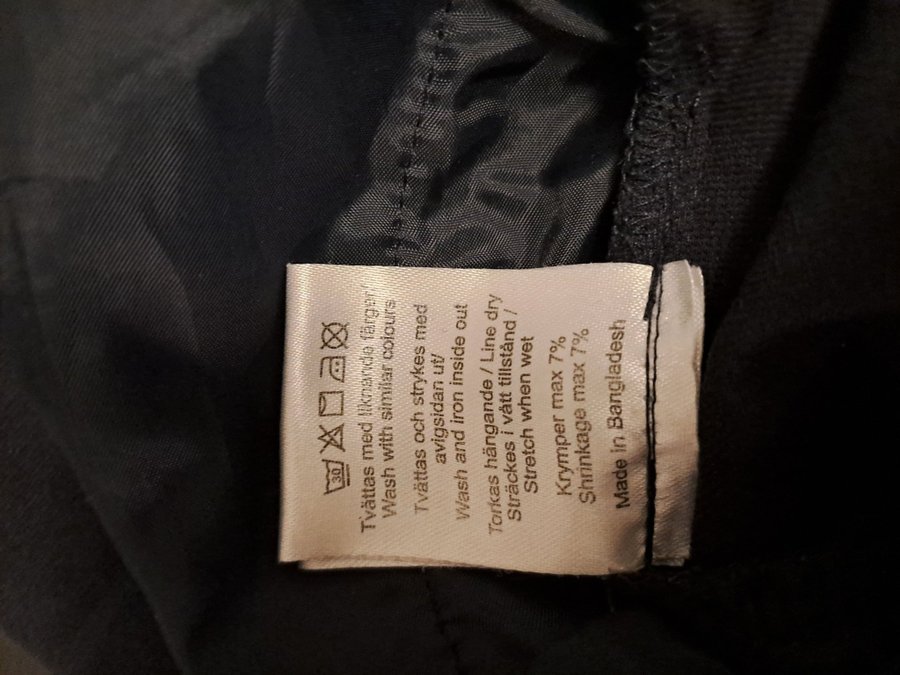 30
Tvättas med liknande färger/
Wash with similar colours
Tvättas och strykes med
avigsidan ut/
Wash and iron inside out
Torkas hängande / Line dry
Sträckes i vått tillstånd /
Stretch when wet
Krymper max 7%
Shrinkage max 7%
Made in Bangladesh